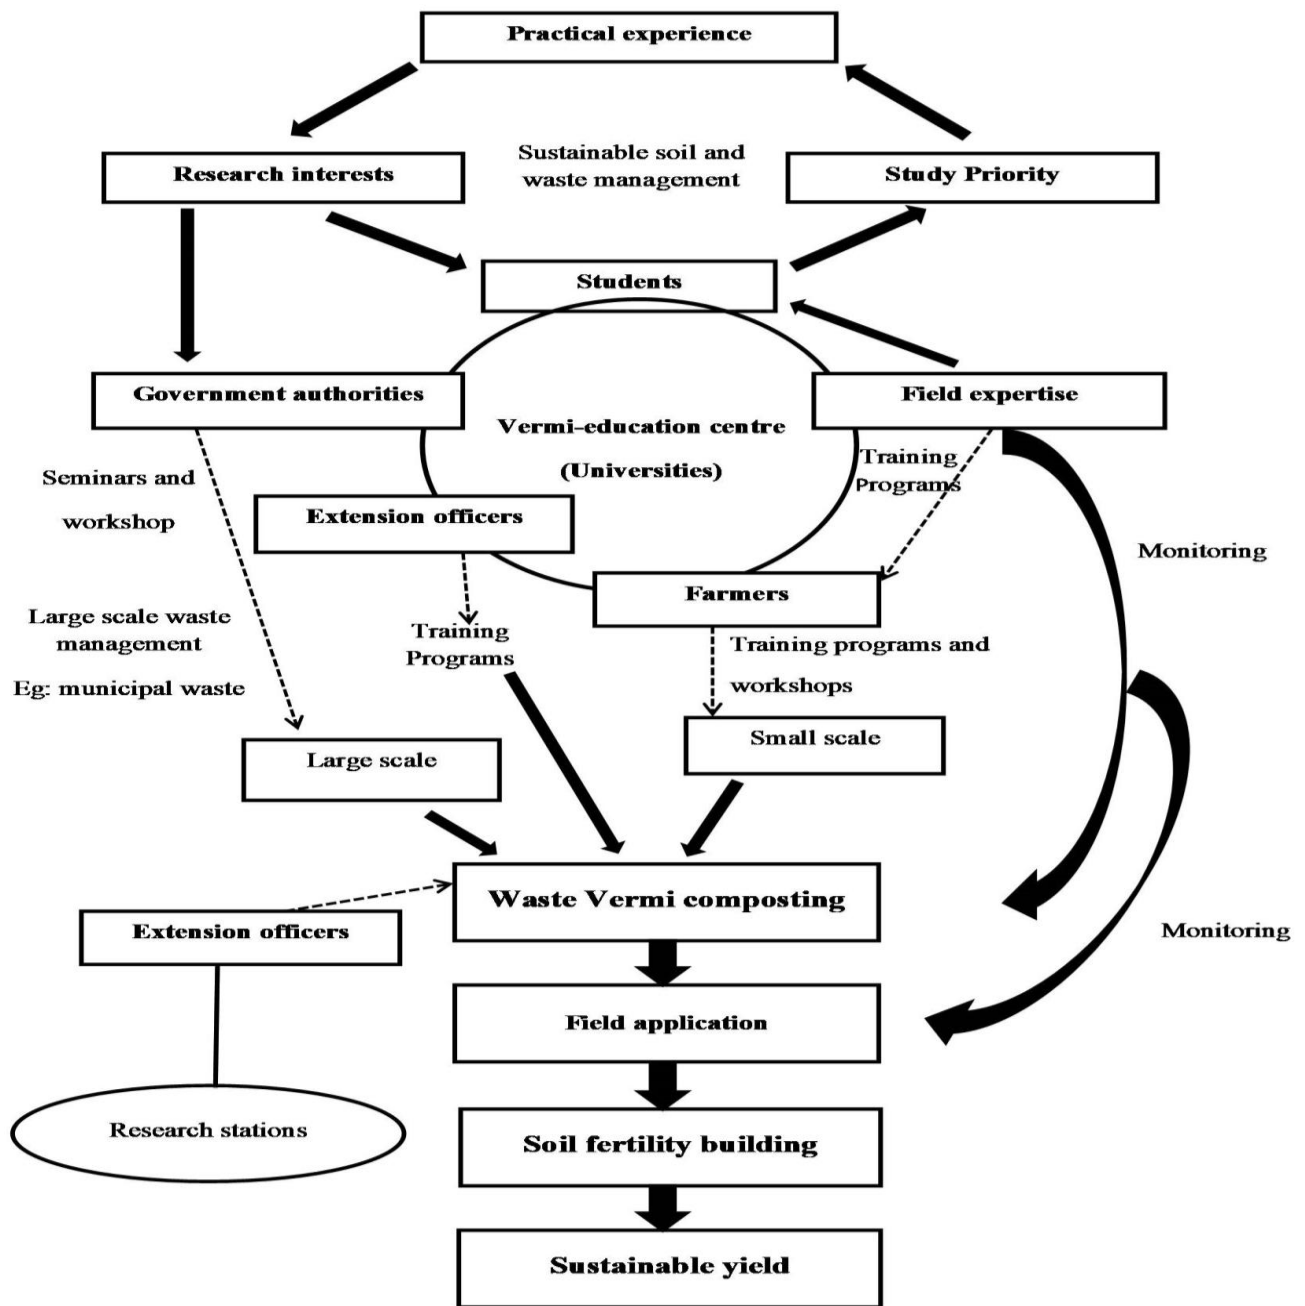 Practical experience
Sustainable soil and
waste management
Research interests
Study Priority
Students
Government authorities
Field expertise
Vermi-education centre
(Universities)
Training
Programs
Seminars and
workshop
Extension officers
Monitoring
Farmers
Large scale waste
management
Eg: municipal waste
Training
Programs
Training programs and
workshops
Large scale
Small scale
Waste Vermi composting
Extension officers
Monitoring
Field application
Research stations
Soil fertility building
Sustainable yield